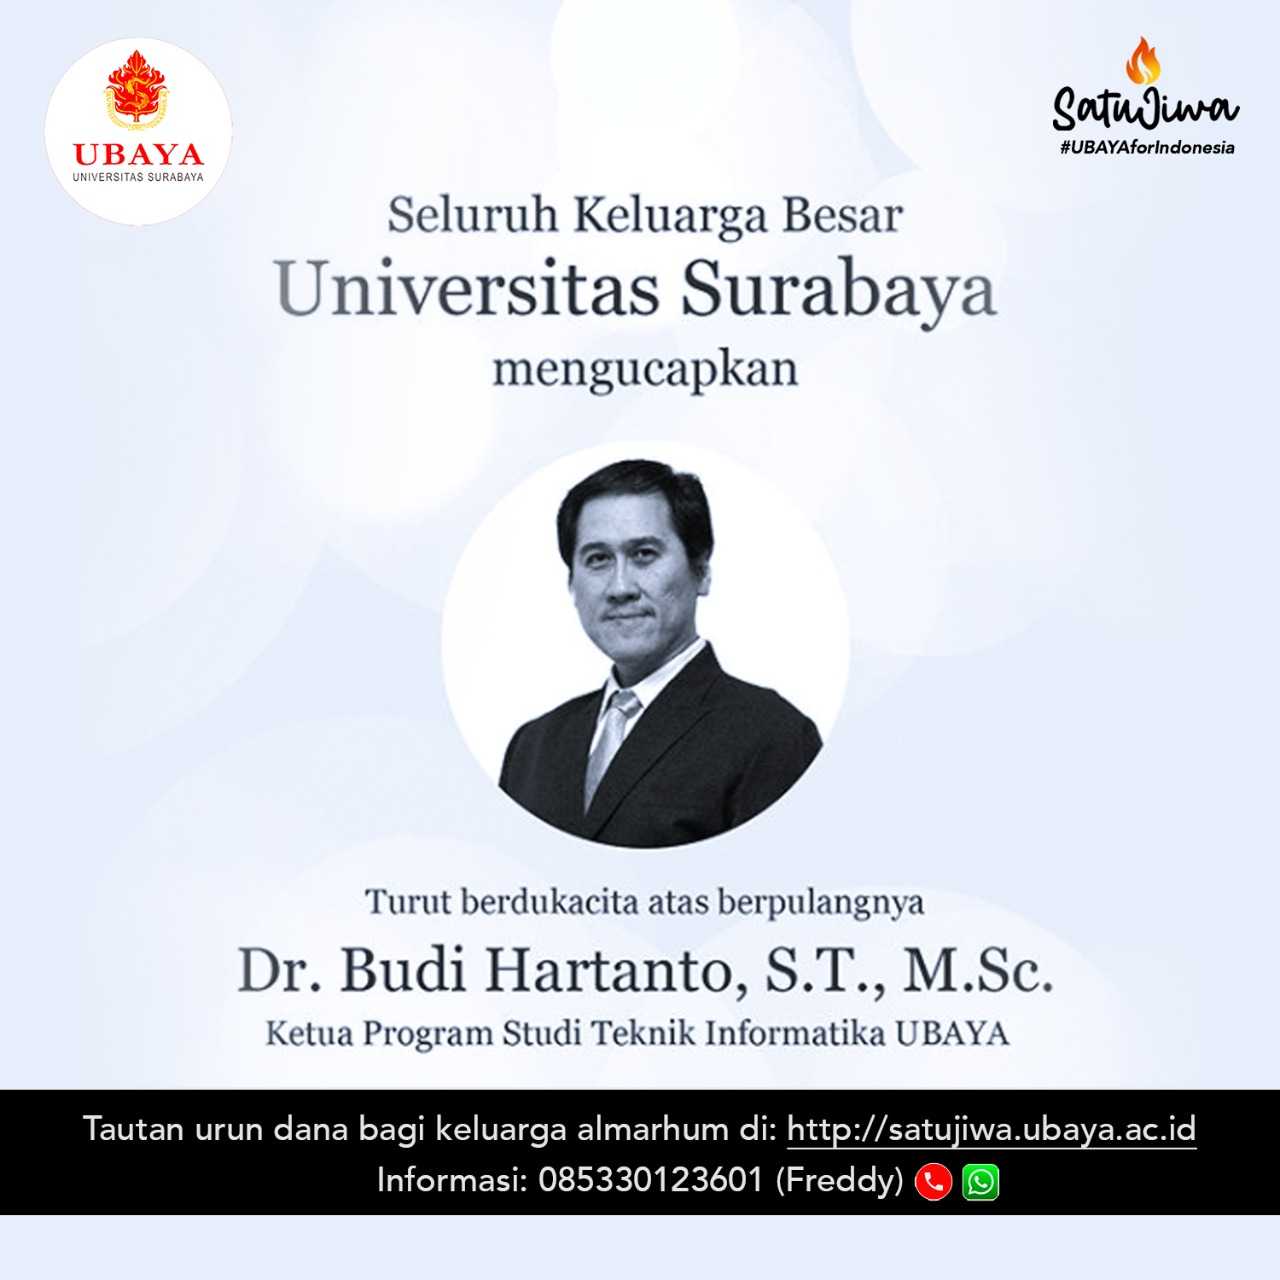 UBAYA
UNIVERSITAS SURABAYA
SatuJiwa
#UBAYAforIndonesia
Seluruh Keluarga Besar
Universitas Surabaya
mengucapkan
Turut berdukacita atas berpulangnya
Dr. Budi Hartanto, S.T., M.Sc.
Ketua Program Studi Teknik Informatika UBAYA
Tautan urun dana bagi keluarga almarhum di: http://satujiwa.ubaya.ac.id
Informasi: 085330123601 (Freddy)